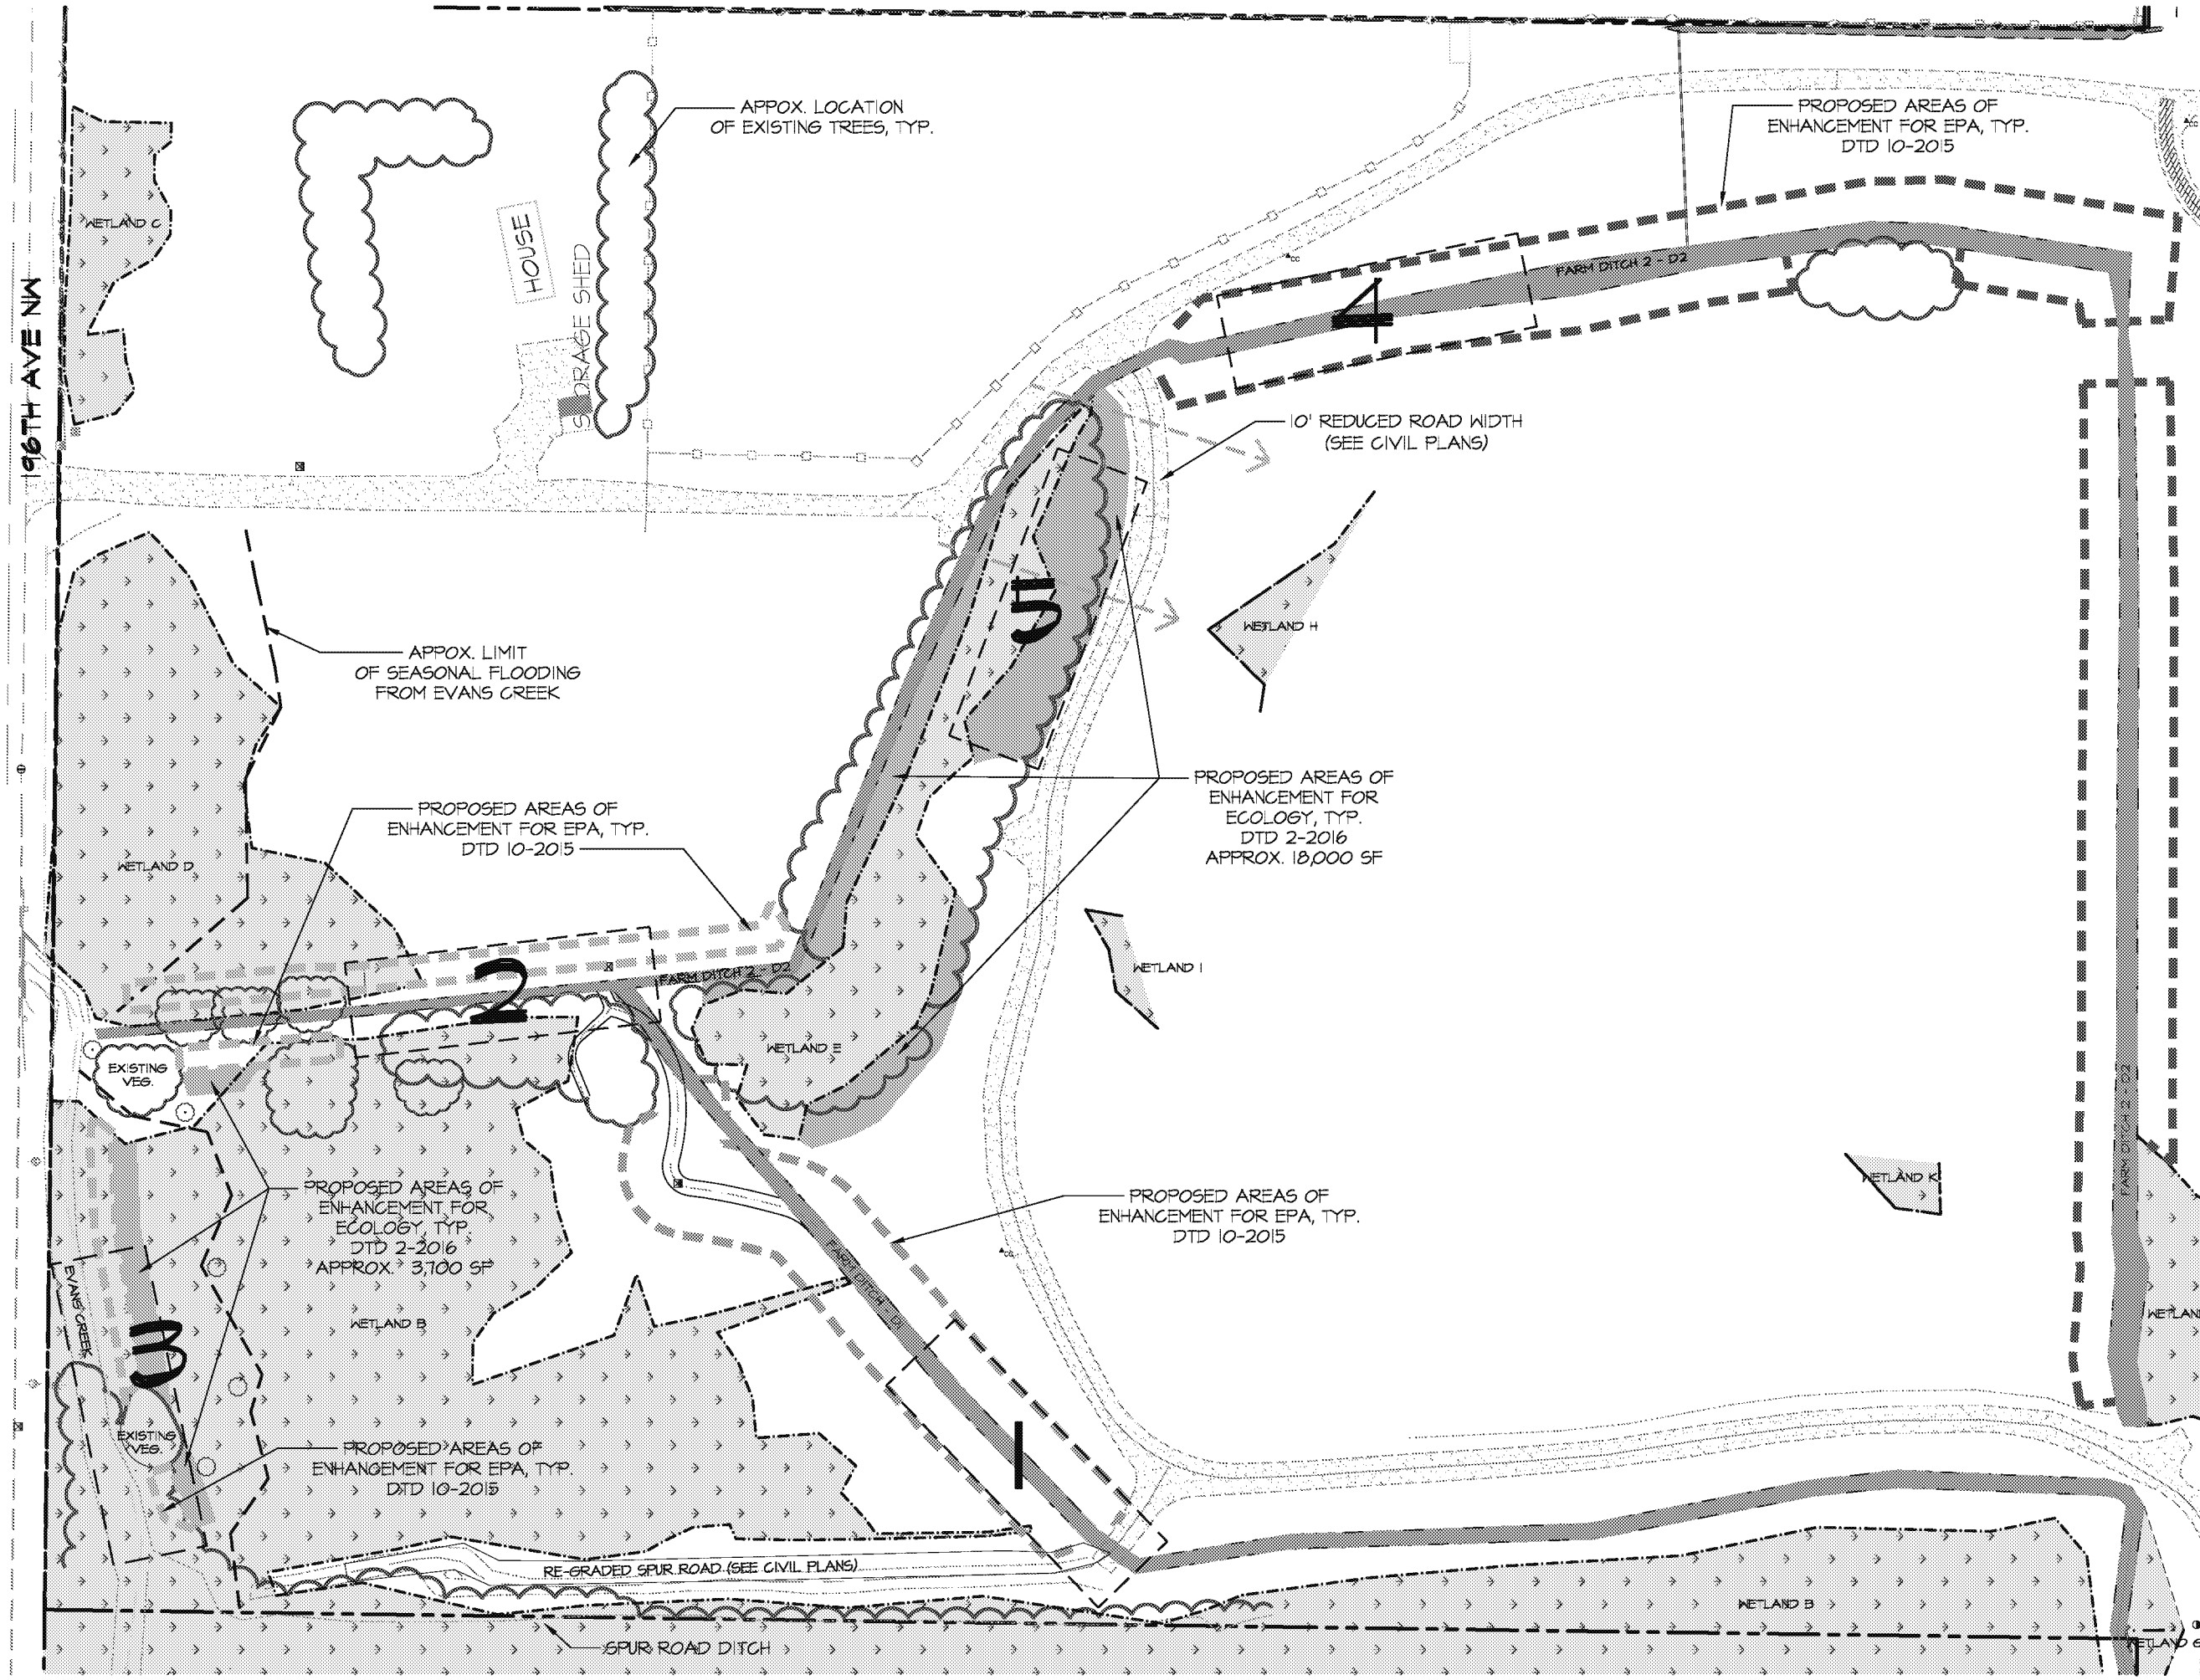 APPOX. LOCATION
OF EXISTING TREES, TYP.
PROPOSED AREAS OF
ENHANCEMENT FOR EPA, TYP.
DTD 10-2015
WETLAND C
HOUSE
STORAGE SHED
196TH AVE NW
FARM DITCH 2 - D2
4
10' REDUCED ROAD WIDTH
(SEE CIVIL PLANS)
5
WETLAND H
APPOX. LIMIT
OF SEASONAL FLOODING
FROM EVANS CREEK
PROPOSED AREAS OF
ENHANCEMENT FOR
ECOLOGY, TYP.
DTD 2-2016
APPROX. 18,000 SF
PROPOSED AREAS OF
ENHANCEMENT FOR EPA, TYP.
DTD 10-2015
WETLAND D
WETLAND I
2
FARM DITCH 2 - D2
WETLAND E
EXISTING
VEG.
FARM DITCH 2 - D2
WETLAND K
PROPOSED AREAS OF
ENHANCEMENT FOR
ECOLOGY, TYP.
DTD 2-2016
APPROX. 3,700 SF
PROPOSED AREAS OF
ENHANCEMENT FOR EPA, TYP.
DTD 10-2015
EVANS CREEK
FARM DITCH - D1
WETLAND B
WETLAN
3
EXISTING
VEG.
PROPOSED AREAS OF
ENHANCEMENT FOR EPA, TYP.
DTD 10-2015
1
RE-GRADED SPUR ROAD (SEE CIVIL PLANS)
WETLAND B
SPUR ROAD DITCH
WETLAND G